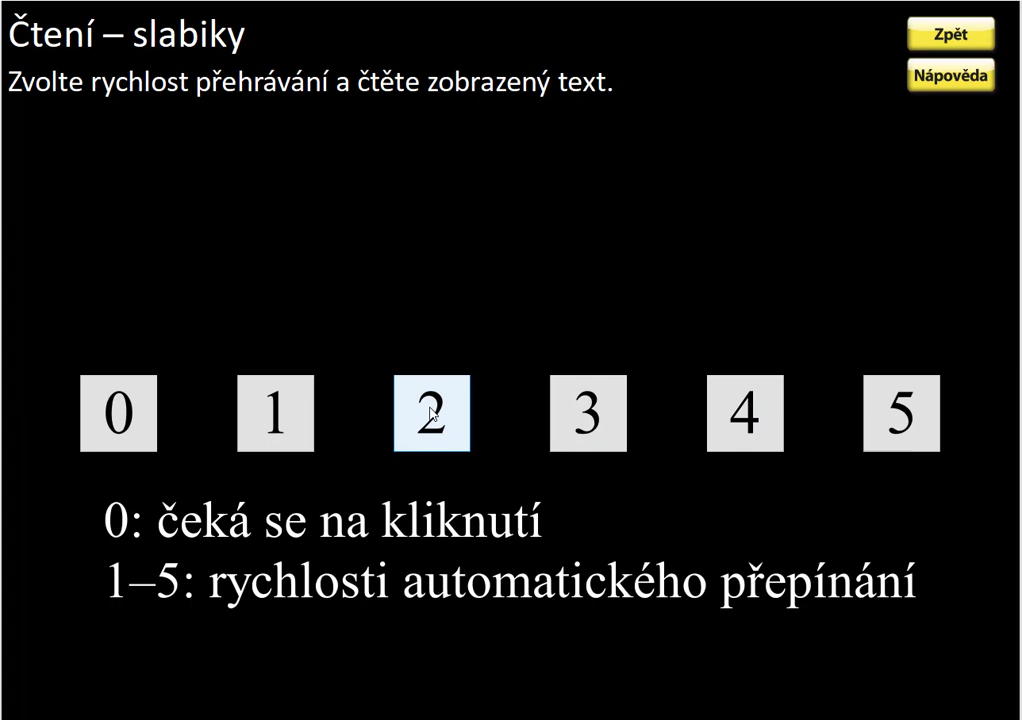 Čtení – slabiky
Zpět
Zvolte rychlost přehrávání a čtěte zobrazený text.
Nápověda
0 1 2 3 4 5
0: čeká se na kliknutí
1–5: rychlosti automatického přepínání